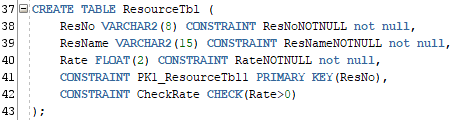 37 CREATE TABLE ResourceTbl (
38 ResNo VARCHAR2(8) CONSTRAINT ResNoNOTNULL not null,
39 ResName VARCHAR2(15) CONSTRAINT ResNameNOTNULL not null,
40 Rate FLOAT(2) CONSTRAINT RateNOTNULL not null,
41 CONSTRAINT PK1_ResourceTbl1 PRIMARY KEY(ResNo),
42 CONSTRAINT CheckRate CHECK(Rate>0)
43 );